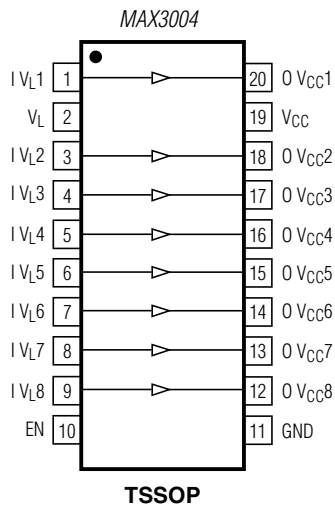 MAX3004
I VL1 1 20 O VCC1
VL 2 19 VCC
I VL2 3 18 O VCC2
I VL3 4 17 O VCC3
I VL4 5 16 O VCC4
I VL5 6 15 O VCC5
I VL6 7 14 O VCC6
I VL7 8 13 O VCC7
I VL8 9 12 O VCC8
EN 10 11 GND
TSSOP